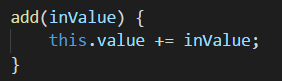 add(inValue) {
    this.value += inValue;
}